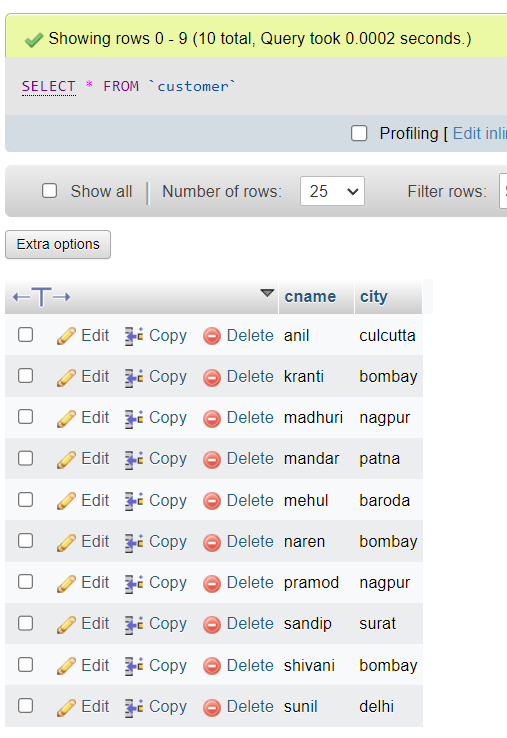 Showing rows 0 - 9 (10 total, Query took 0.0002 seconds.)
SELECT * FROM `customer`
Profiling [ Edit inli
Show all Number of rows: 25 Filter rows:
Extra options
←T→ cname city
Edit Copy Delete anil culcutta
Edit Copy Delete kranti bombay
Edit Copy Delete madhuri nagpur
Edit Copy Delete mandar patna
Edit Copy Delete mehul baroda
Edit Copy Delete naren bombay
Edit Copy Delete pramod nagpur
Edit Copy Delete sandip surat
Edit Copy Delete shivani bombay
Edit Copy Delete sunil delhi